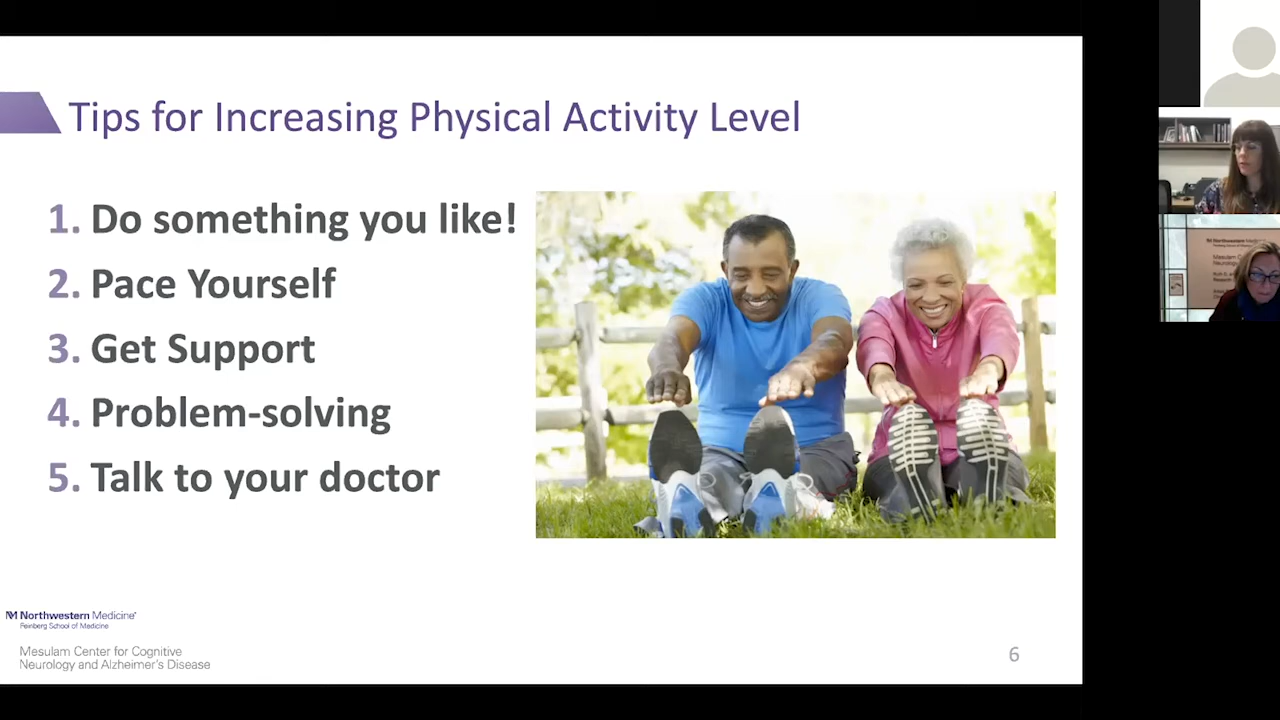 Tips for Increasing Physical Activity Level
1. Do something you like!
2. Pace Yourself
3. Get Support
4. Problem-solving
5. Talk to your doctor
Northwestern Medicine
Feinberg School of Medicine
Mesulam Center for Cognitive
Neurology and Alzheimer's Disease
6
Northwestern Medicine